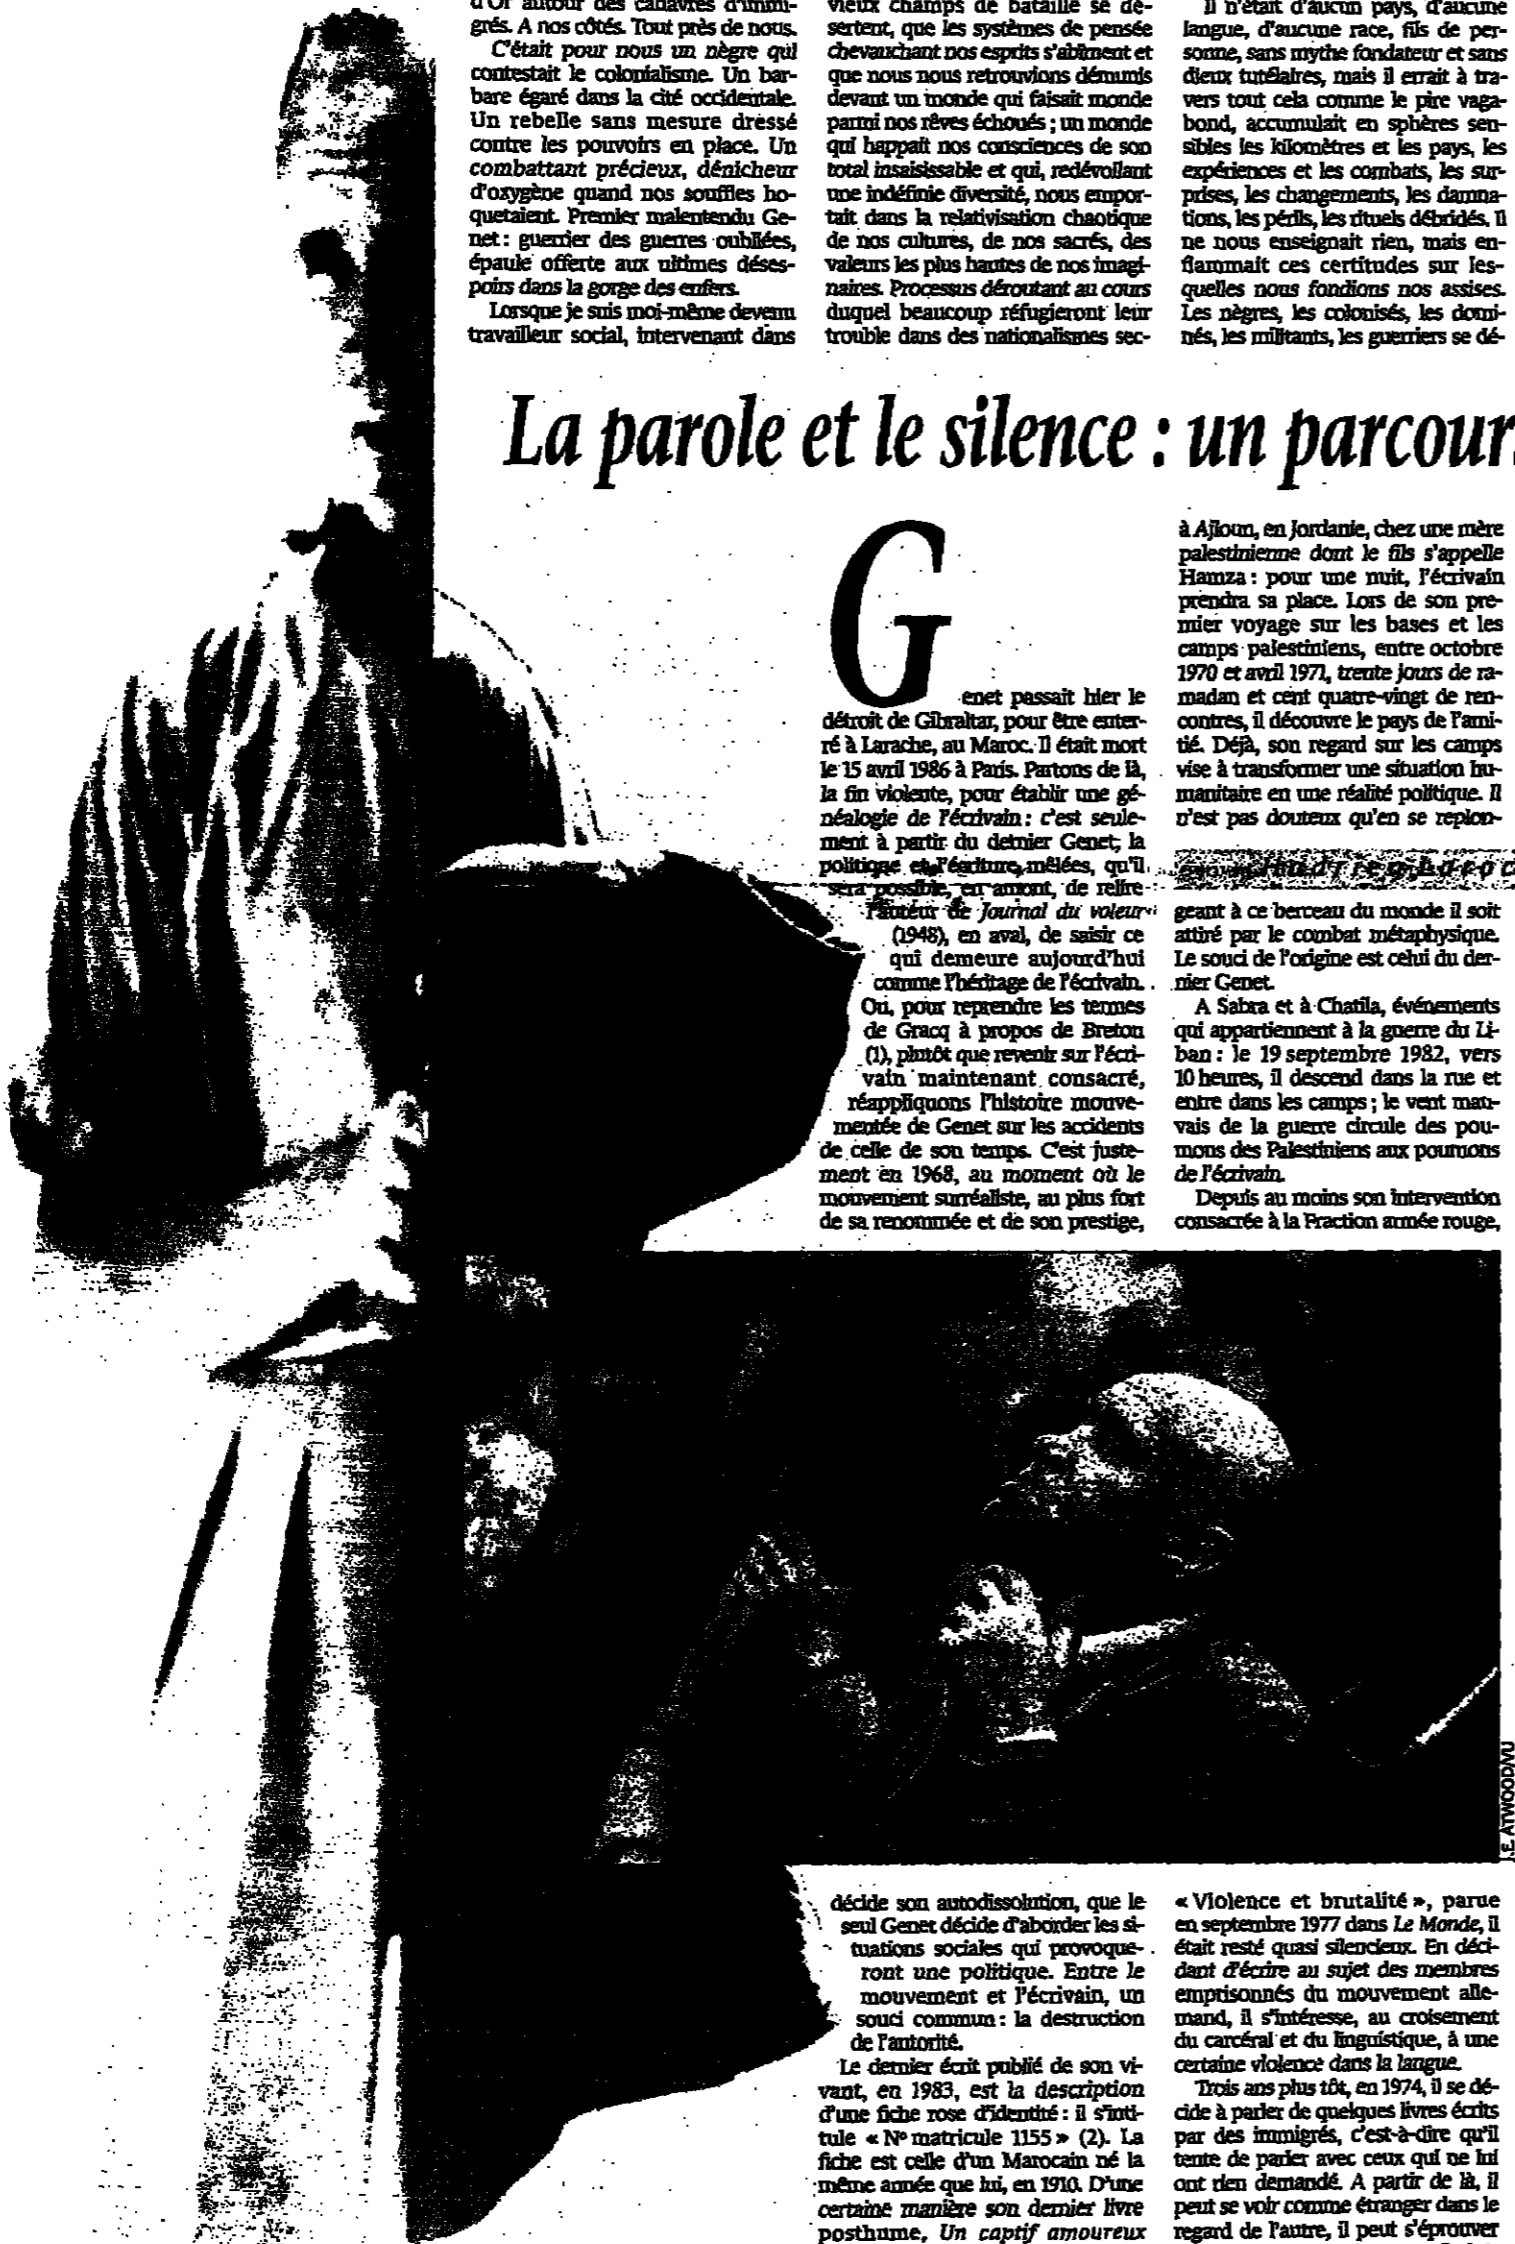 d'Or autour des cadavres d'immi-
grés. A nos côtés. Tout près de nous.
C'était pour nous un nègre qui
contestait le colonialisme. Un bar-
bare égaré dans la cité occidentale.
Un rebelle sans mesure dressé
contre les pouvoirs en place. Un
combattant précieux, dénicheur
d'oxygène quand nos souffles ho-
quetaient. Premier malentendu Ge-
net : guerrier des guerres oubliées,
épaule offerte aux ultimes déses-
poirs dans la gorge des enfers.
Lorsque je suis moi-même devenu
travailleur social, intervenant dans
vieux champs de bataille se dé-
sertent, que les systèmes de pensée
chevauchant nos esprits s'abîment et
que nous nous retrouvions démunis
devant un monde qui faisait monde
parmi nos rêves échoués ; un monde
qui happait nos consciences de son
total insaisissable et qui, redévoilant
une indéfinie diversité, nous empor-
tait dans la relativisation chaotique
de nos cultures, de nos sacrés, des
valeurs les plus hautes de nos imagi-
naires. Processus déroutant au cours
duquel beaucoup réfugieront leur
trouble dans des nationalismes sec-
Il n'était d'aucun pays, d'aucune
langue, d'aucune race, fils de per-
sonne, sans mythe fondateur et sans
dieux tutélaires, mais il errait à tra-
vers tout cela comme le pire vaga-
bond, accumulait en sphères sen-
sibles les kilomètres et les pays, les
expériences et les combats, les sur-
prises, les changements, les damna-
tions, les périls, les rituels débridés. Il
ne nous enseignait rien, mais en-
flammait ces certitudes sur les-
quelles nous fondions nos assises.
Les nègres, les colonisés, les domi-
nés, les militants, les guerriers se dé-
La parole et le silence : un parcour
Genet passait hier le
détroit de Gibraltar, pour être enter-
ré à Larache, au Maroc. Il était mort
le 15 avril 1986 à Paris. Partons de là,
la fin violente, pour établir une gé-
néalogie de l'écrivain : c'est seule-
ment à partir du dernier Genet, la
politique et l'écriture mêlées, qu'il
sera possible, en amont, de relire
l'auteur de Journal du voleur
(1948), en aval, de saisir ce
qui demeure aujourd'hui
comme l'héritage de l'écrivain.
Ou, pour reprendre les termes
de Gracq à propos de Breton
(1), plutôt que revenir sur l'écri-
vain maintenant consacré,
réappliquons l'histoire mouve-
mentée de Genet sur les accidents
de celle de son temps. C'est juste-
ment en 1968, au moment où le
mouvement surréaliste, au plus fort
de sa renommée et de son prestige,
décide son autodissolution, que le
seul Genet décide d'aborder les si-
tuations sociales qui provoque-
ront une politique. Entre le
mouvement et l'écrivain, un
souci commun : la destruction
de l'autorité.
Le dernier écrit publié de son vi-
vant, en 1983, est la description
d'une fiche rose d'identité : il s'inti-
tule « N° matricule 1155 » (2). La
fiche est celle d'un Marocain né la
même année que lui, en 1910. D'une
certaine manière son dernier livre
posthume, Un captif amoureux
à Ajloun, en Jordanie, chez une mère
palestinienne dont le fils s'appelle
Hamza : pour une nuit, l'écrivain
prendra sa place. Lors de son pre-
mier voyage sur les bases et les
camps palestiniens, entre octobre
1970 et avril 1971, trente jours de ra-
madan et cent quatre-vingt de ren-
contres, il découvre le pays de l'ami-
tié. Déjà, son regard sur les camps
vise à transformer une situation hu-
manitaire en une réalité politique. Il
n'est pas douteux qu'en se replon-
geant à ce berceau du monde il soit
attiré par le combat métaphysique.
Le souci de l'origine est celui du der-
nier Genet.
A Sabra et à Chatila, événements
qui appartiennent à la guerre du Li-
ban : le 19 septembre 1982, vers
10 heures, il descend dans la rue et
entre dans les camps ; le vent mau-
vais de la guerre circule des pou-
mons des Palestiniens aux poumons
de l'écrivain.
Depuis au moins son intervention
consacrée à la Fraction armée rouge,
« Violence et brutalité », parue
en septembre 1977 dans Le Monde, il
était resté quasi silencieux. En déci-
dant d'écrire au sujet des membres
emprisonnés du mouvement alle-
mand, il s'intéresse, au croisement
du carcéral et du linguistique, à une
certaine violence dans la langue.
Trois ans plus tôt, en 1974, il se dé-
cide à parler de quelques livres écrits
par des immigrés, c'est-à-dire qu'il
tente de parler avec ceux qui ne lui
ont rien demandé. A partir de là, il
peut se voir comme étranger dans le
regard de l'autre, il peut s'éprouver
J.E. ATWOOD/VU